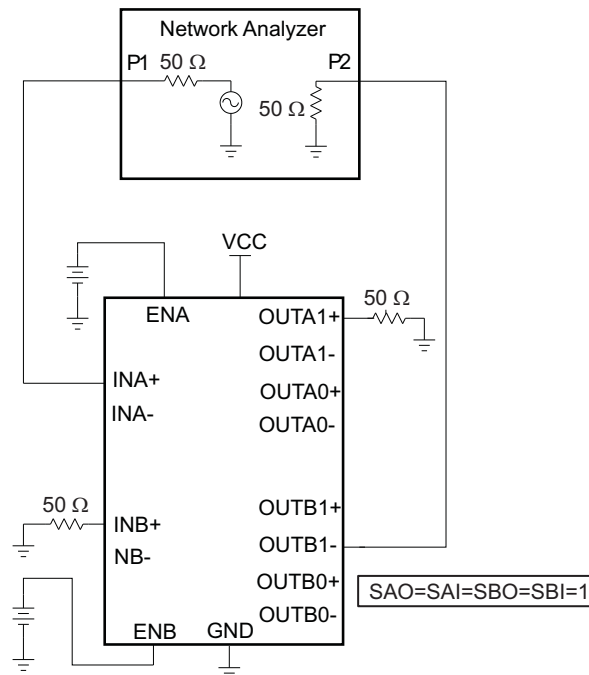 Network Analyzer
P1 50 Ω P2
50 Ω
VCC
50 Ω
ENA
OUTA1+
OUTA1-
INA+
OUTA0+
INA-
OUTA0-
50 Ω
INB+
OUTB1+
NB-
OUTB1-
OUTB0+
SAO=SAI=SBO=SBI=1
OUTB0-
ENB GND